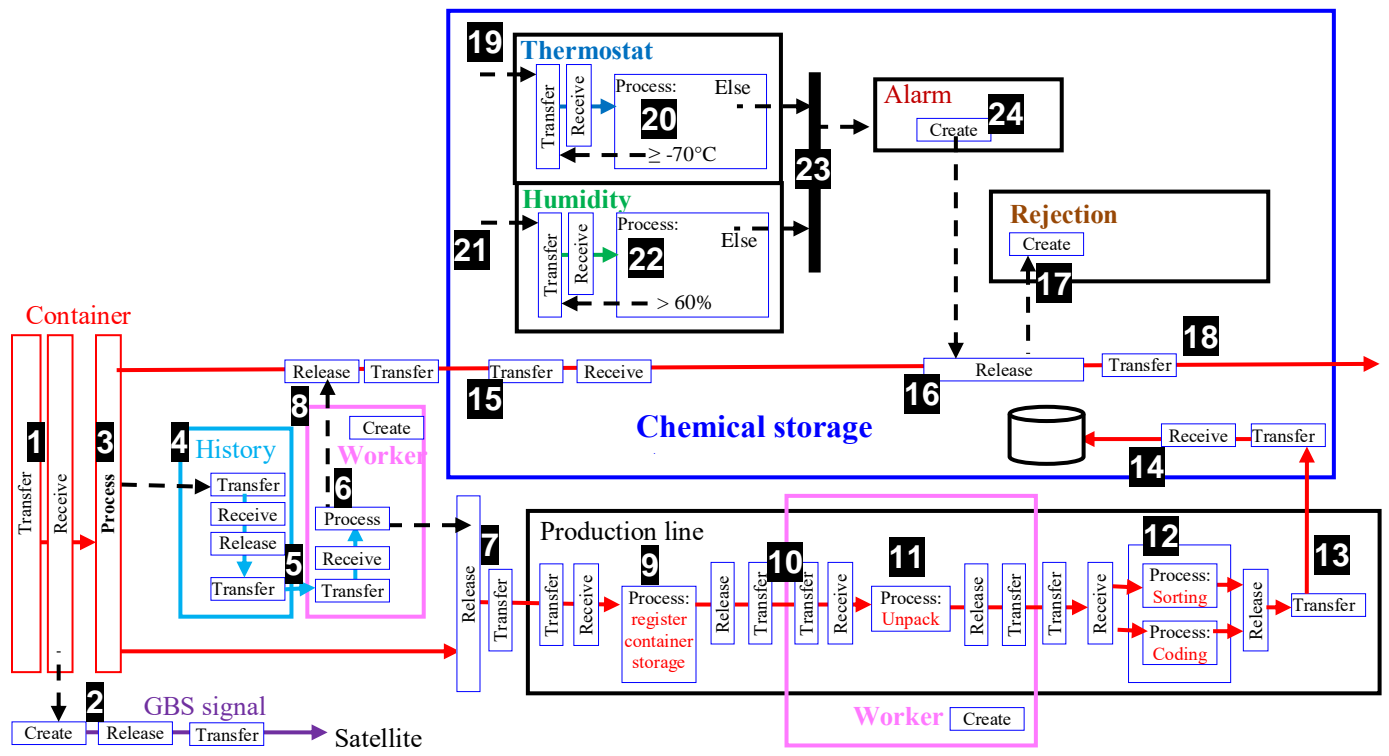 19
Thermostat
Transfer
Receive
Process:
20
Else
≥ -70°C
23
Alarm
Create
24
Humidity
21
Transfer
Receive
Process:
22
Else
> 60%
Rejection
Create
17
Container
Transfer
1
Receive
Process
3
Release
8
Transfer
Transfer
15
Receive
Release
16
Transfer
18
Chemical storage
4
History
Transfer
Receive
Release
Transfer
5
Create
Worker
6
Process
Receive
Transfer
Receive
Transfer
14
Release
7
Transfer
Production line
Transfer
Receive
9
Process:
register
container
storage
Release
Transfer
10
Transfer
Receive
11
Process:
Unpack
Release
Transfer
Transfer
Receive
12
Process:
Sorting
Process:
Coding
Release
13
Transfer
Worker
Create
2
GBS signal
Create
Release
Transfer
Satellite